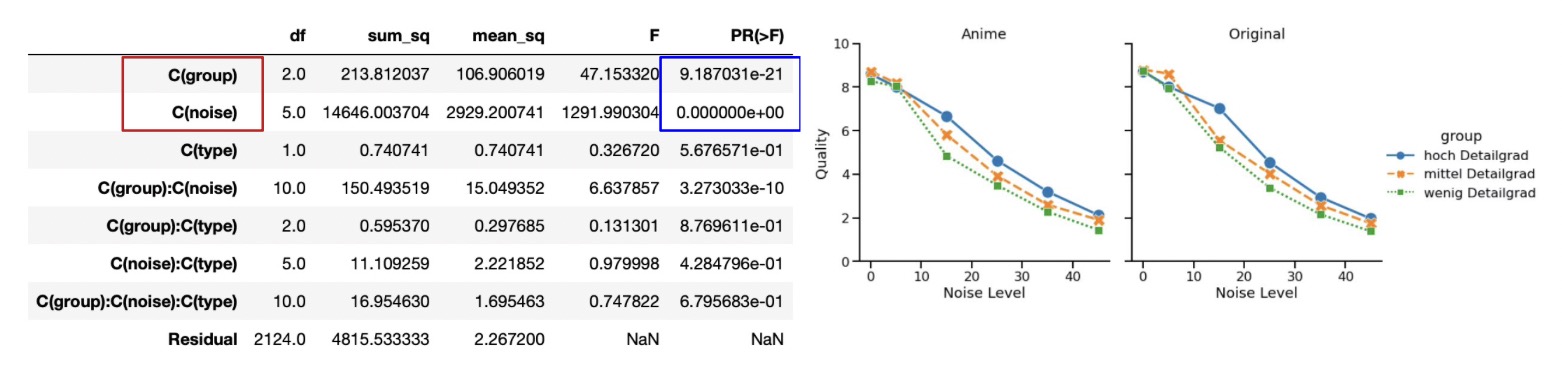 df sum_sq mean_sq F PR(>F)
C(group) 2.0 213.812037 106.906019 47.153320 9.187031e-21
C(noise) 5.0 14646.003704 2929.200741 1291.990304 0.000000e+00
C(type) 1.0 0.740741 0.740741 0.326720 5.676571e-01
C(group):C(noise) 10.0 150.493519 15.049352 6.637857 3.273033e-10
C(group):C(type) 2.0 0.595370 0.297685 0.131301 8.769611e-01
C(noise):C(type) 5.0 11.109259 2.221852 0.979998 4.284796e-01
C(group):C(noise):C(type) 10.0 16.954630 1.695463 0.747822 6.795683e-01
Residual 2124.0 4815.533333 2.267200 NaN NaN
Anime
Original
10
8
6
4
2
0
Quality
0 10 20 30 40
Noise Level
0 10 20 30 40
Noise Level
group
hoch Detailgrad
mittel Detailgrad
wenig Detailgrad